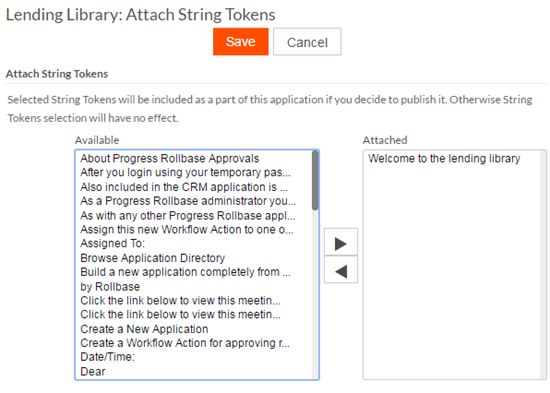 Lending Library: Attach String Tokens
Save
Cancel
Attach String Tokens
Selected String Tokens will be included as a part of this application if you decide to publish it. Otherwise String
Tokens selection will have no effect.
Available
Attached
About Progress Rollbase Approvals
After you login using your temporary pas...
Also included in the CRM application is ...
As a Progress Rollbase administrator you...
As with any other Progress Rollbase appl...
Assign this new Workflow Action to one o...
Assigned To:
Browse Application Directory
Build a new application completely from ...
by Rollbase
Click the link below to view this meetin...
Click the link below to view this meetin...
Create a New Application
Create a Workflow Action for approving r...
Date/Time:
Dear
Welcome to the lending library